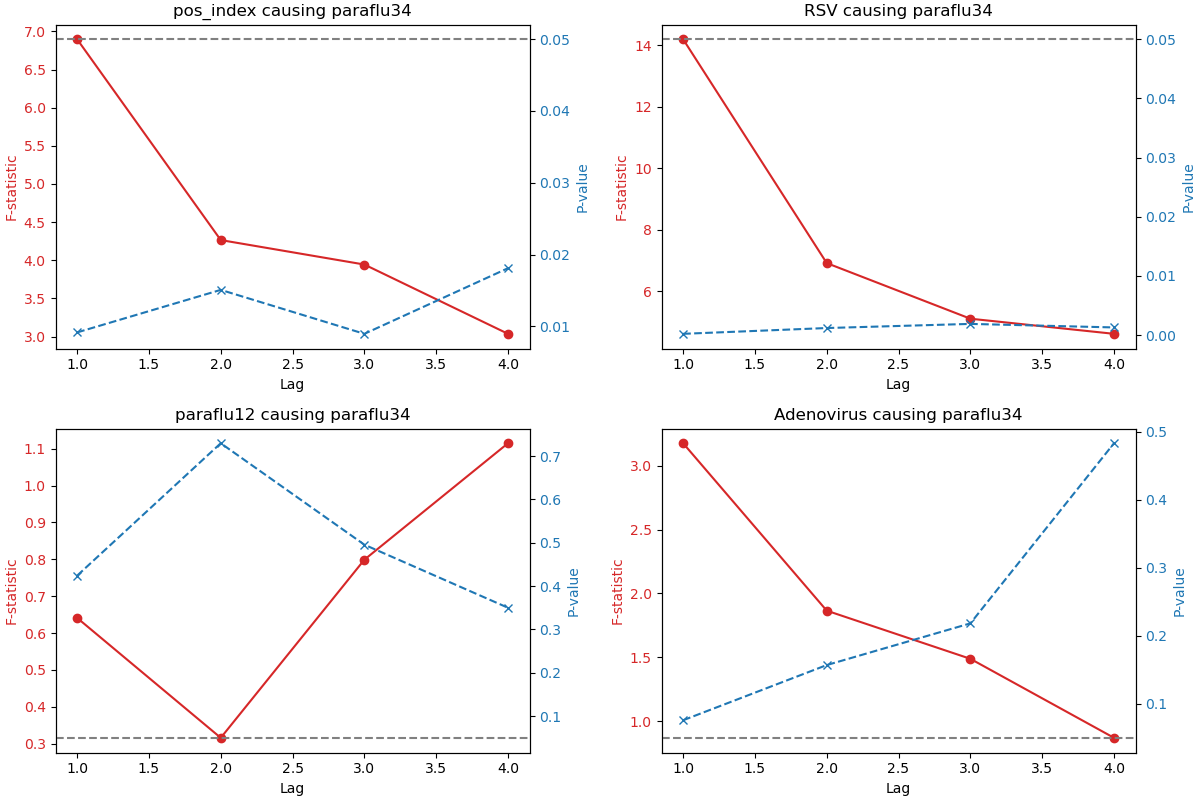 pos_index causing paraflu34
7.0
6.5
6.0
5.5
5.0
4.5
4.0
3.5
3.0
F-statistic
0.05
0.04
0.03
0.02
0.01
P-value
1.0 1.5 2.0 2.5 3.0 3.5 4.0
Lag
RSV causing paraflu34
14
12
10
8
6
F-statistic
0.05
0.04
0.03
0.02
0.01
0.00
P-value
1.0 1.5 2.0 2.5 3.0 3.5 4.0
Lag
paraflu12 causing paraflu34
1.1
1.0
0.9
0.8
0.7
0.6
0.5
0.4
0.3
F-statistic
0.7
0.6
0.5
0.4
0.3
0.2
0.1
P-value
1.0 1.5 2.0 2.5 3.0 3.5 4.0
Lag
Adenovirus causing paraflu34
3.0
2.5
2.0
1.5
1.0
F-statistic
0.5
0.4
0.3
0.2
0.1
P-value
1.0 1.5 2.0 2.5 3.0 3.5 4.0
Lag